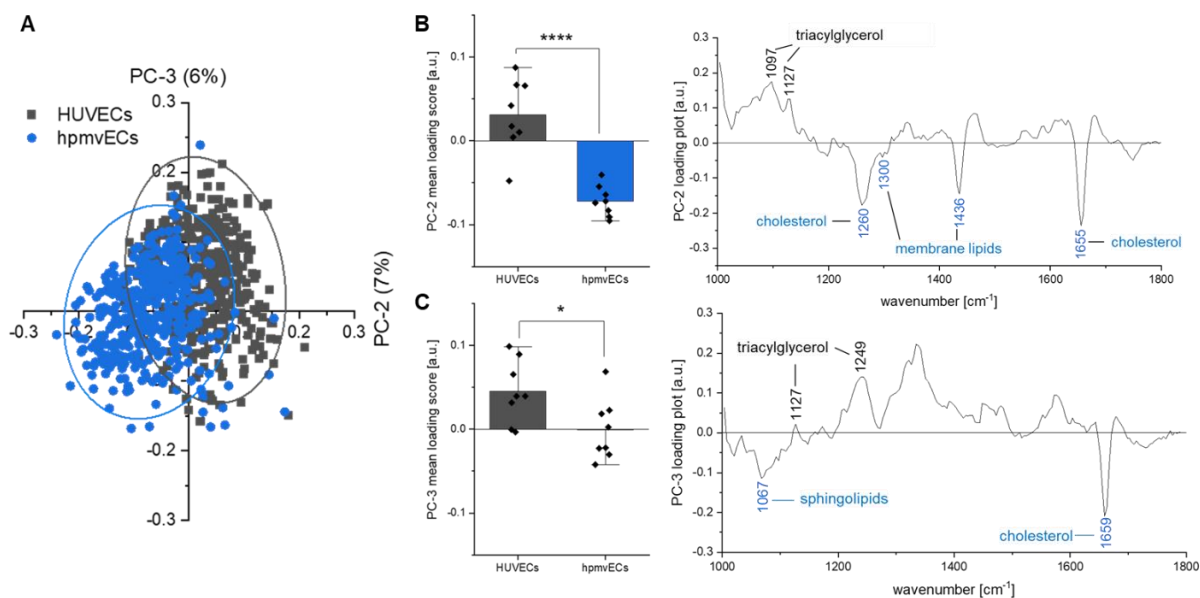 A
PC-3 (6%)
HUVECs
hpmvECs
0.3
0.2
0.1
-0.3
-0.2
-0.1
0.1
0.2
0.3
-0.2
-0.3
PC-2 (7%)
B
PC-2 mean loading score [a.u.]
0.1
0.0
-0.1
****
HUVECs
hpmvECs
PC-2 loading plot [a.u.]
0.3
0.2
0.1
0.0
-0.1
-0.2
-0.3
triacylglycerol
1097
1127
cholesterol
1260
1300
membrane lipids
1436
1655
cholesterol
1000
1200
1400
1600
1800
wavenumber [cm⁻¹]
C
PC-3 mean loading score [a.u.]
0.1
0.0
-0.1
*
HUVECs
hpmvECs
PC-3 loading plot [a.u.]
0.3
0.2
0.1
0.0
-0.1
-0.2
-0.3
triacylglycerol
1127
1249
1067
sphingolipids
cholesterol
1659
1000
1200
1400
1600
1800
wavenumber [cm⁻¹]